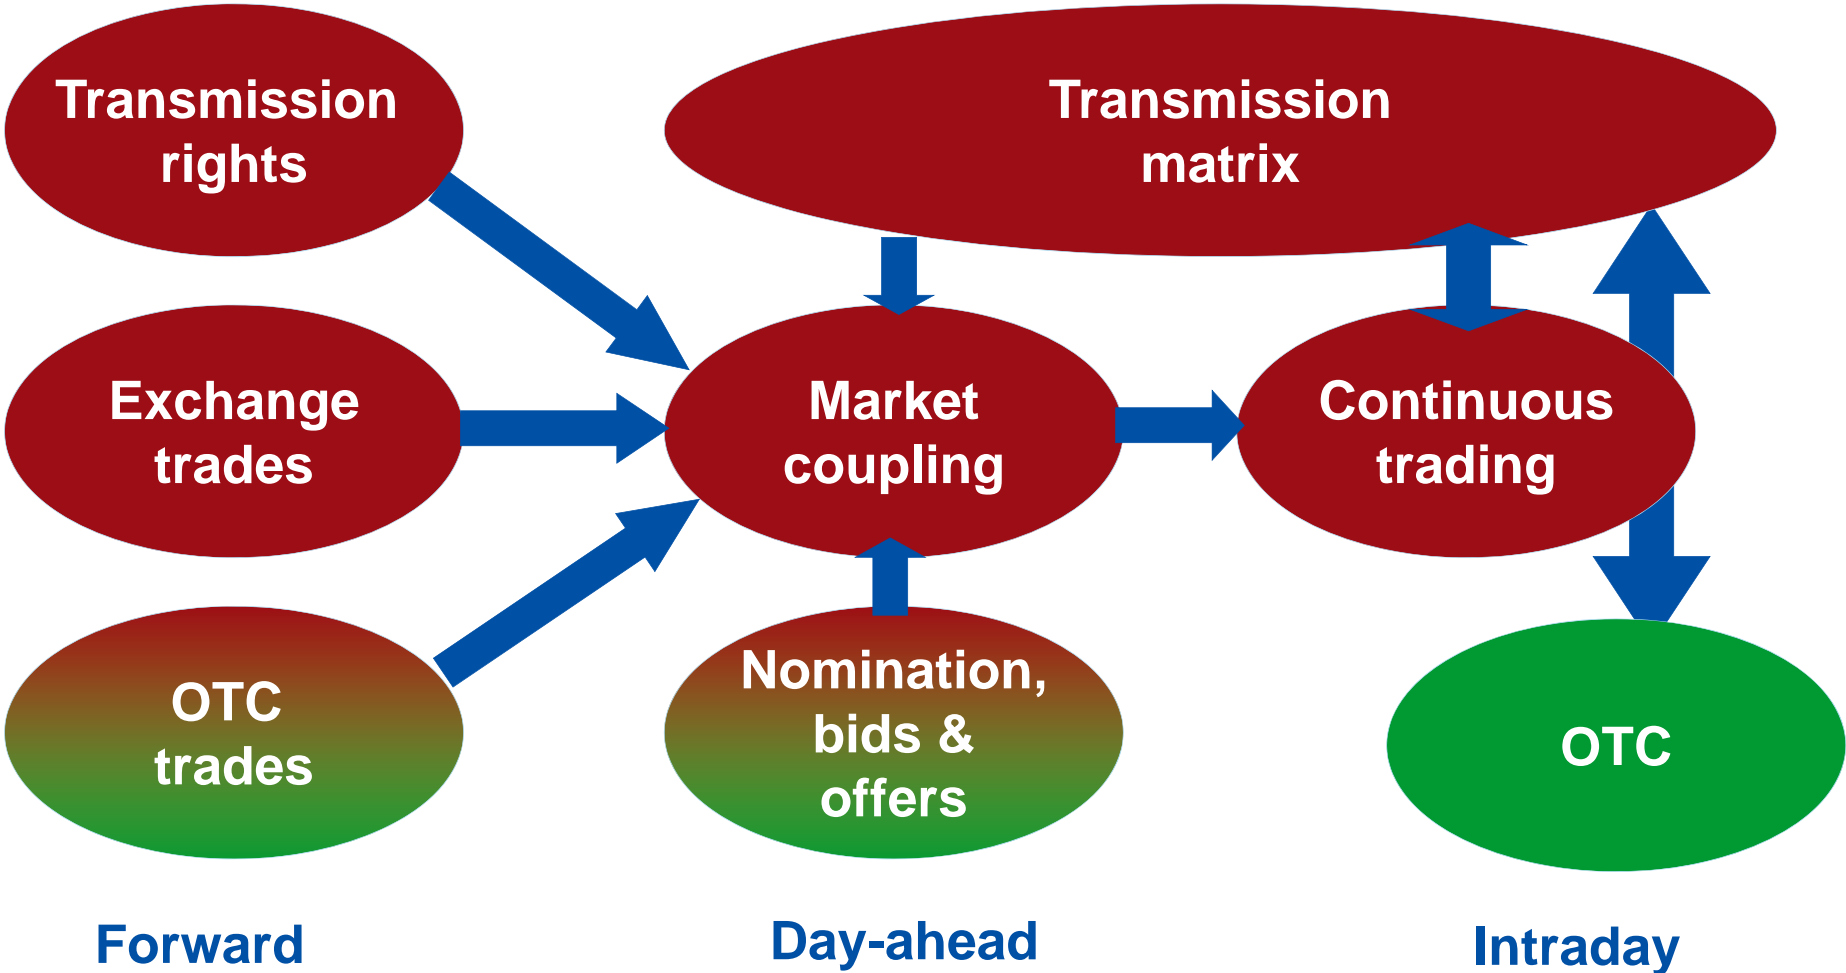 Transmission
rights
Transmission
matrix
Exchange
trades
Market
coupling
Continuous
trading
OTC
trades
Nomination,
bids &
offers
OTC
Forward
Day-ahead
Intraday